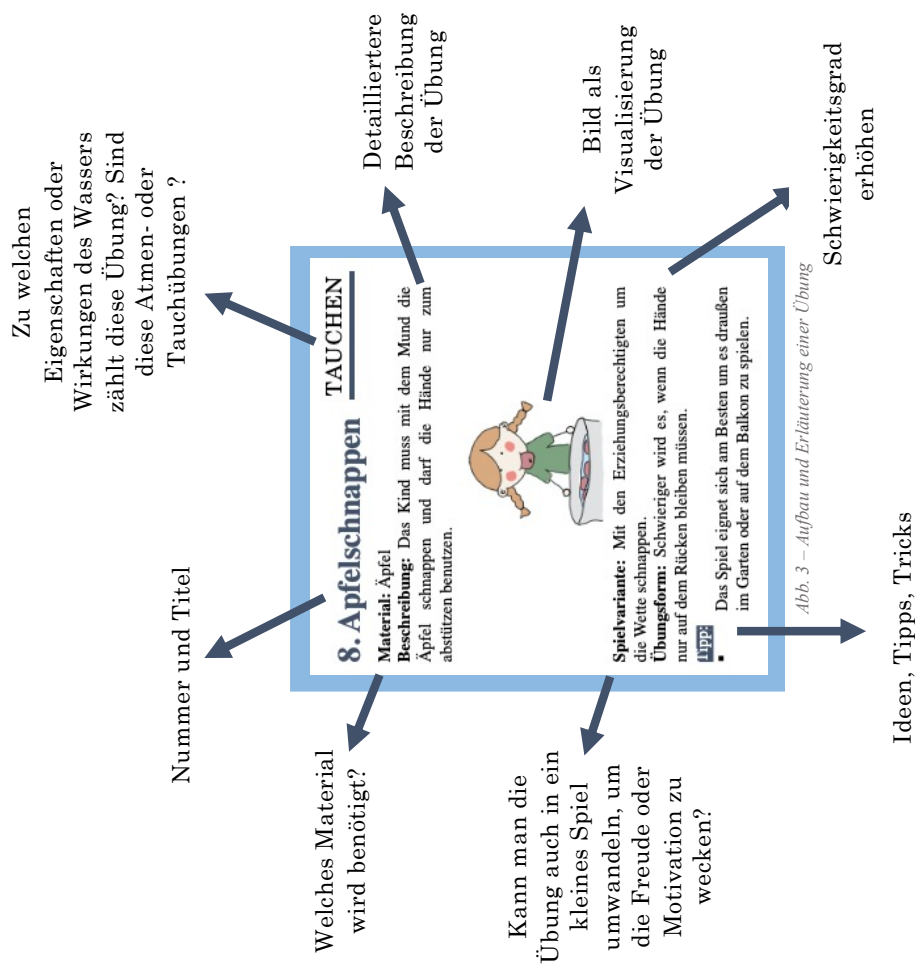 Zu welchen
Eigenschaften oder
Wirkungen des Wassers
zählt diese Übung? Sind
diese Atmen- oder
Tauchübungen ?
Nummer und Titel
Detailliertere
Beschreibung
der Übung
Welches Material
wird benötigt?
8. Apfelschnappen
TAUCHEN
Material: Äpfel
Beschreibung: Das Kind muss mit dem Mund die
Äpfel schnappen und darf die Hände nur zum
abstützen benutzen.
Bild als
Visualisierung
der Übung
Kann man die
Übung auch in ein
kleines Spiel
umwandeln, um
die Freude oder
Motivation zu
wecken?
Spielvariante: Mit den Erziehungsberechtigten um
die Wette schnappen.
Übungsform: Schwieriger wird es, wenn die Hände
nur auf dem Rücken bleiben müssen.
Tipp:
▪ Das Spiel eignet sich am Besten um es draußen
im Garten oder auf dem Balkon zu spielen.
Schwierigkeitsgrad
erhöhen
Abb. 3 – Aufbau und Erläuterung einer Übung
Ideen, Tipps, Tricks